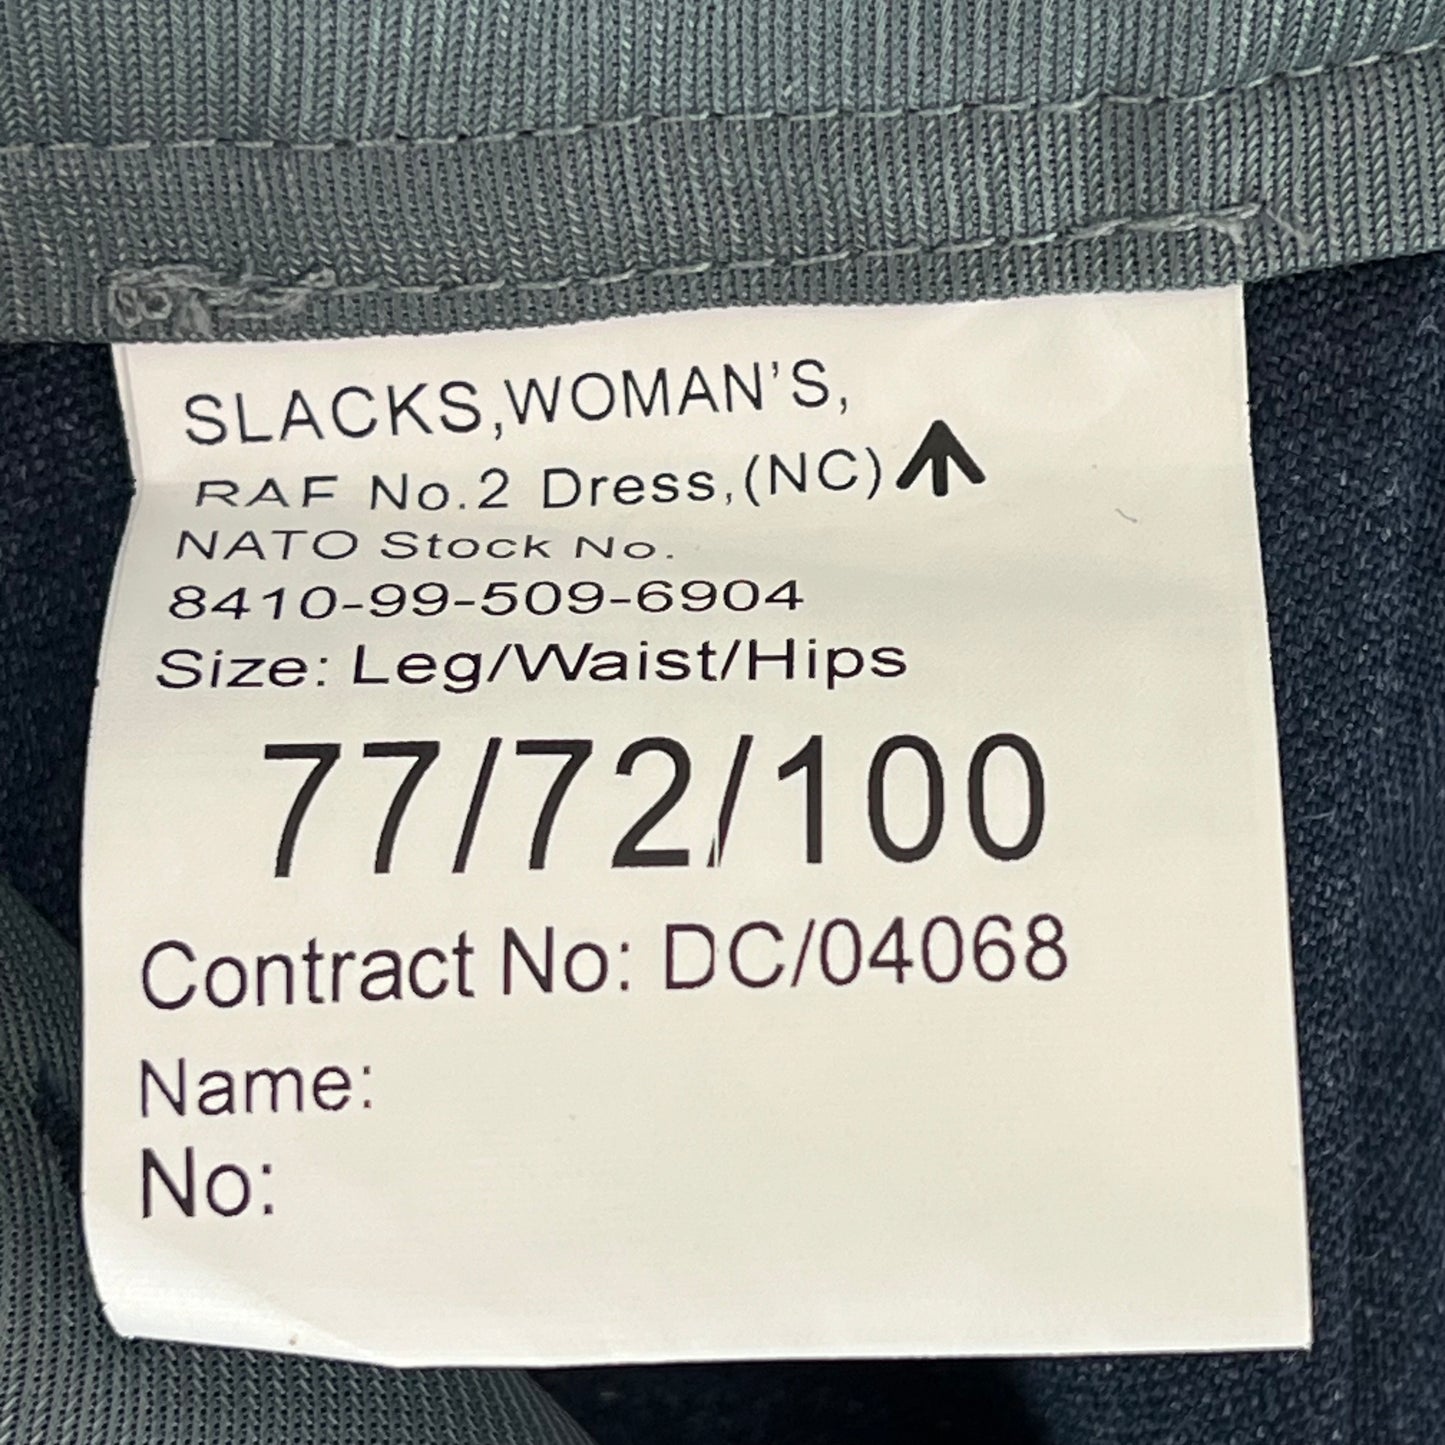 SLACKS,WOMAN'S,
RAF No.2 Dress,(NC)
NATO Stock No.
8410-99-509-6904
Size: Leg/Waist/Hips
77/72/100
Contract No: DC/04068
Name:
No: